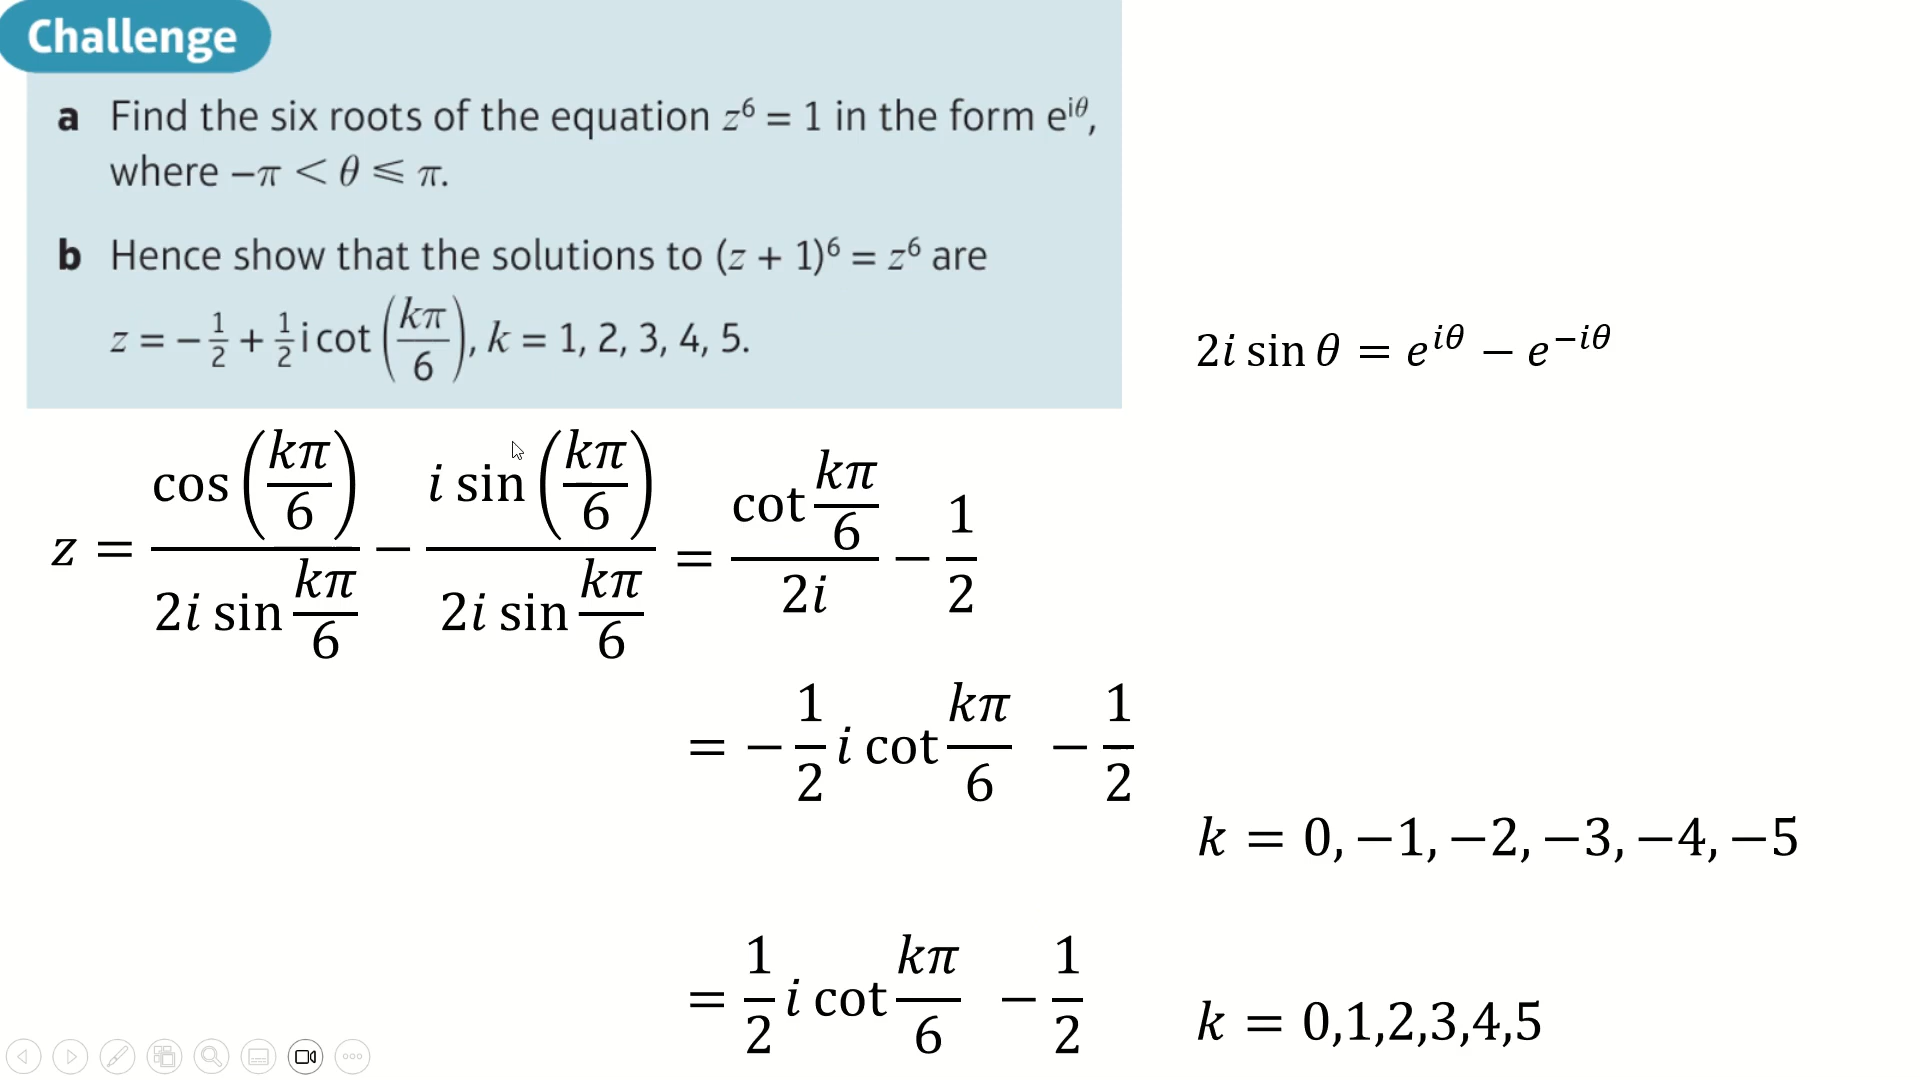 Challenge
a Find the six roots of the equation z⁶ = 1 in the form e^{iθ},
where −π < θ ⩽ π.
b Hence show that the solutions to (z + 1)⁶ = z⁶ are
z = −½ + ½ i cot (kπ/6), k = 1, 2, 3, 4, 5.
2i sin θ = e^{iθ} − e^{−iθ}
z = cos(kπ/6) / (2i sin kπ/6) − i sin(kπ/6) / (2i sin kπ/6) = (cot kπ/6) / 2i − 1/2
= − 1/2 i cot kπ/6 − 1/2
k = 0, −1, −2, −3, −4, −5
= 1/2 i cot kπ/6 − 1/2
k = 0,1,2,3,4,5